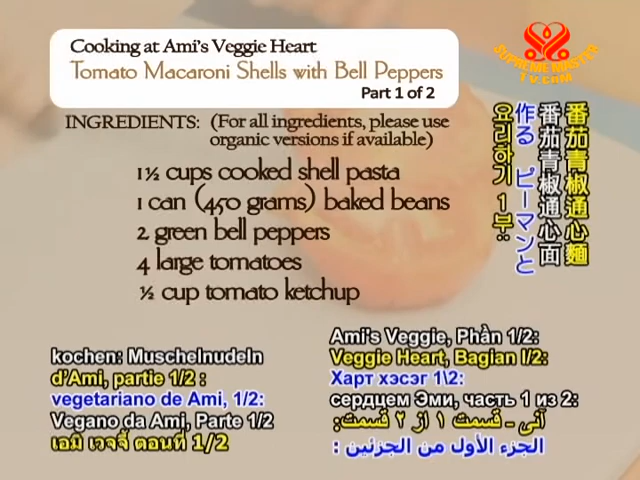 Cooking at Ami's Veggie Heart
Tomato Macaroni Shells with Bell Peppers
Part 1 of 2
SUPREME MASTER
TV.COM
INGREDIENTS: (For all ingredients, please use
organic versions if available)
1½ cups cooked shell pasta
1 can (450 grams) baked beans
2 green bell peppers
4 large tomatoes
½ cup tomato ketchup
番茄青椒通心麵
番茄青椒通心面
作る ピーマンと
요리하기 1부:
kochen: Muschelnudeln
d'Ami, partie 1/2 :
vegetariano de Ami, 1/2:
Vegano da Ami, Parte 1/2
เอมิ เวจจี้ ตอนที่ 1/2
Ami's Veggie, Phần 1/2:
Veggie Heart, Bagian I/2:
Харт хэсэг 1\2:
сердцем Эми, часть 1 из 2:
آئی - قسمت ۱ از ۲ قسمت:
الجزء الأول من الجزئين :